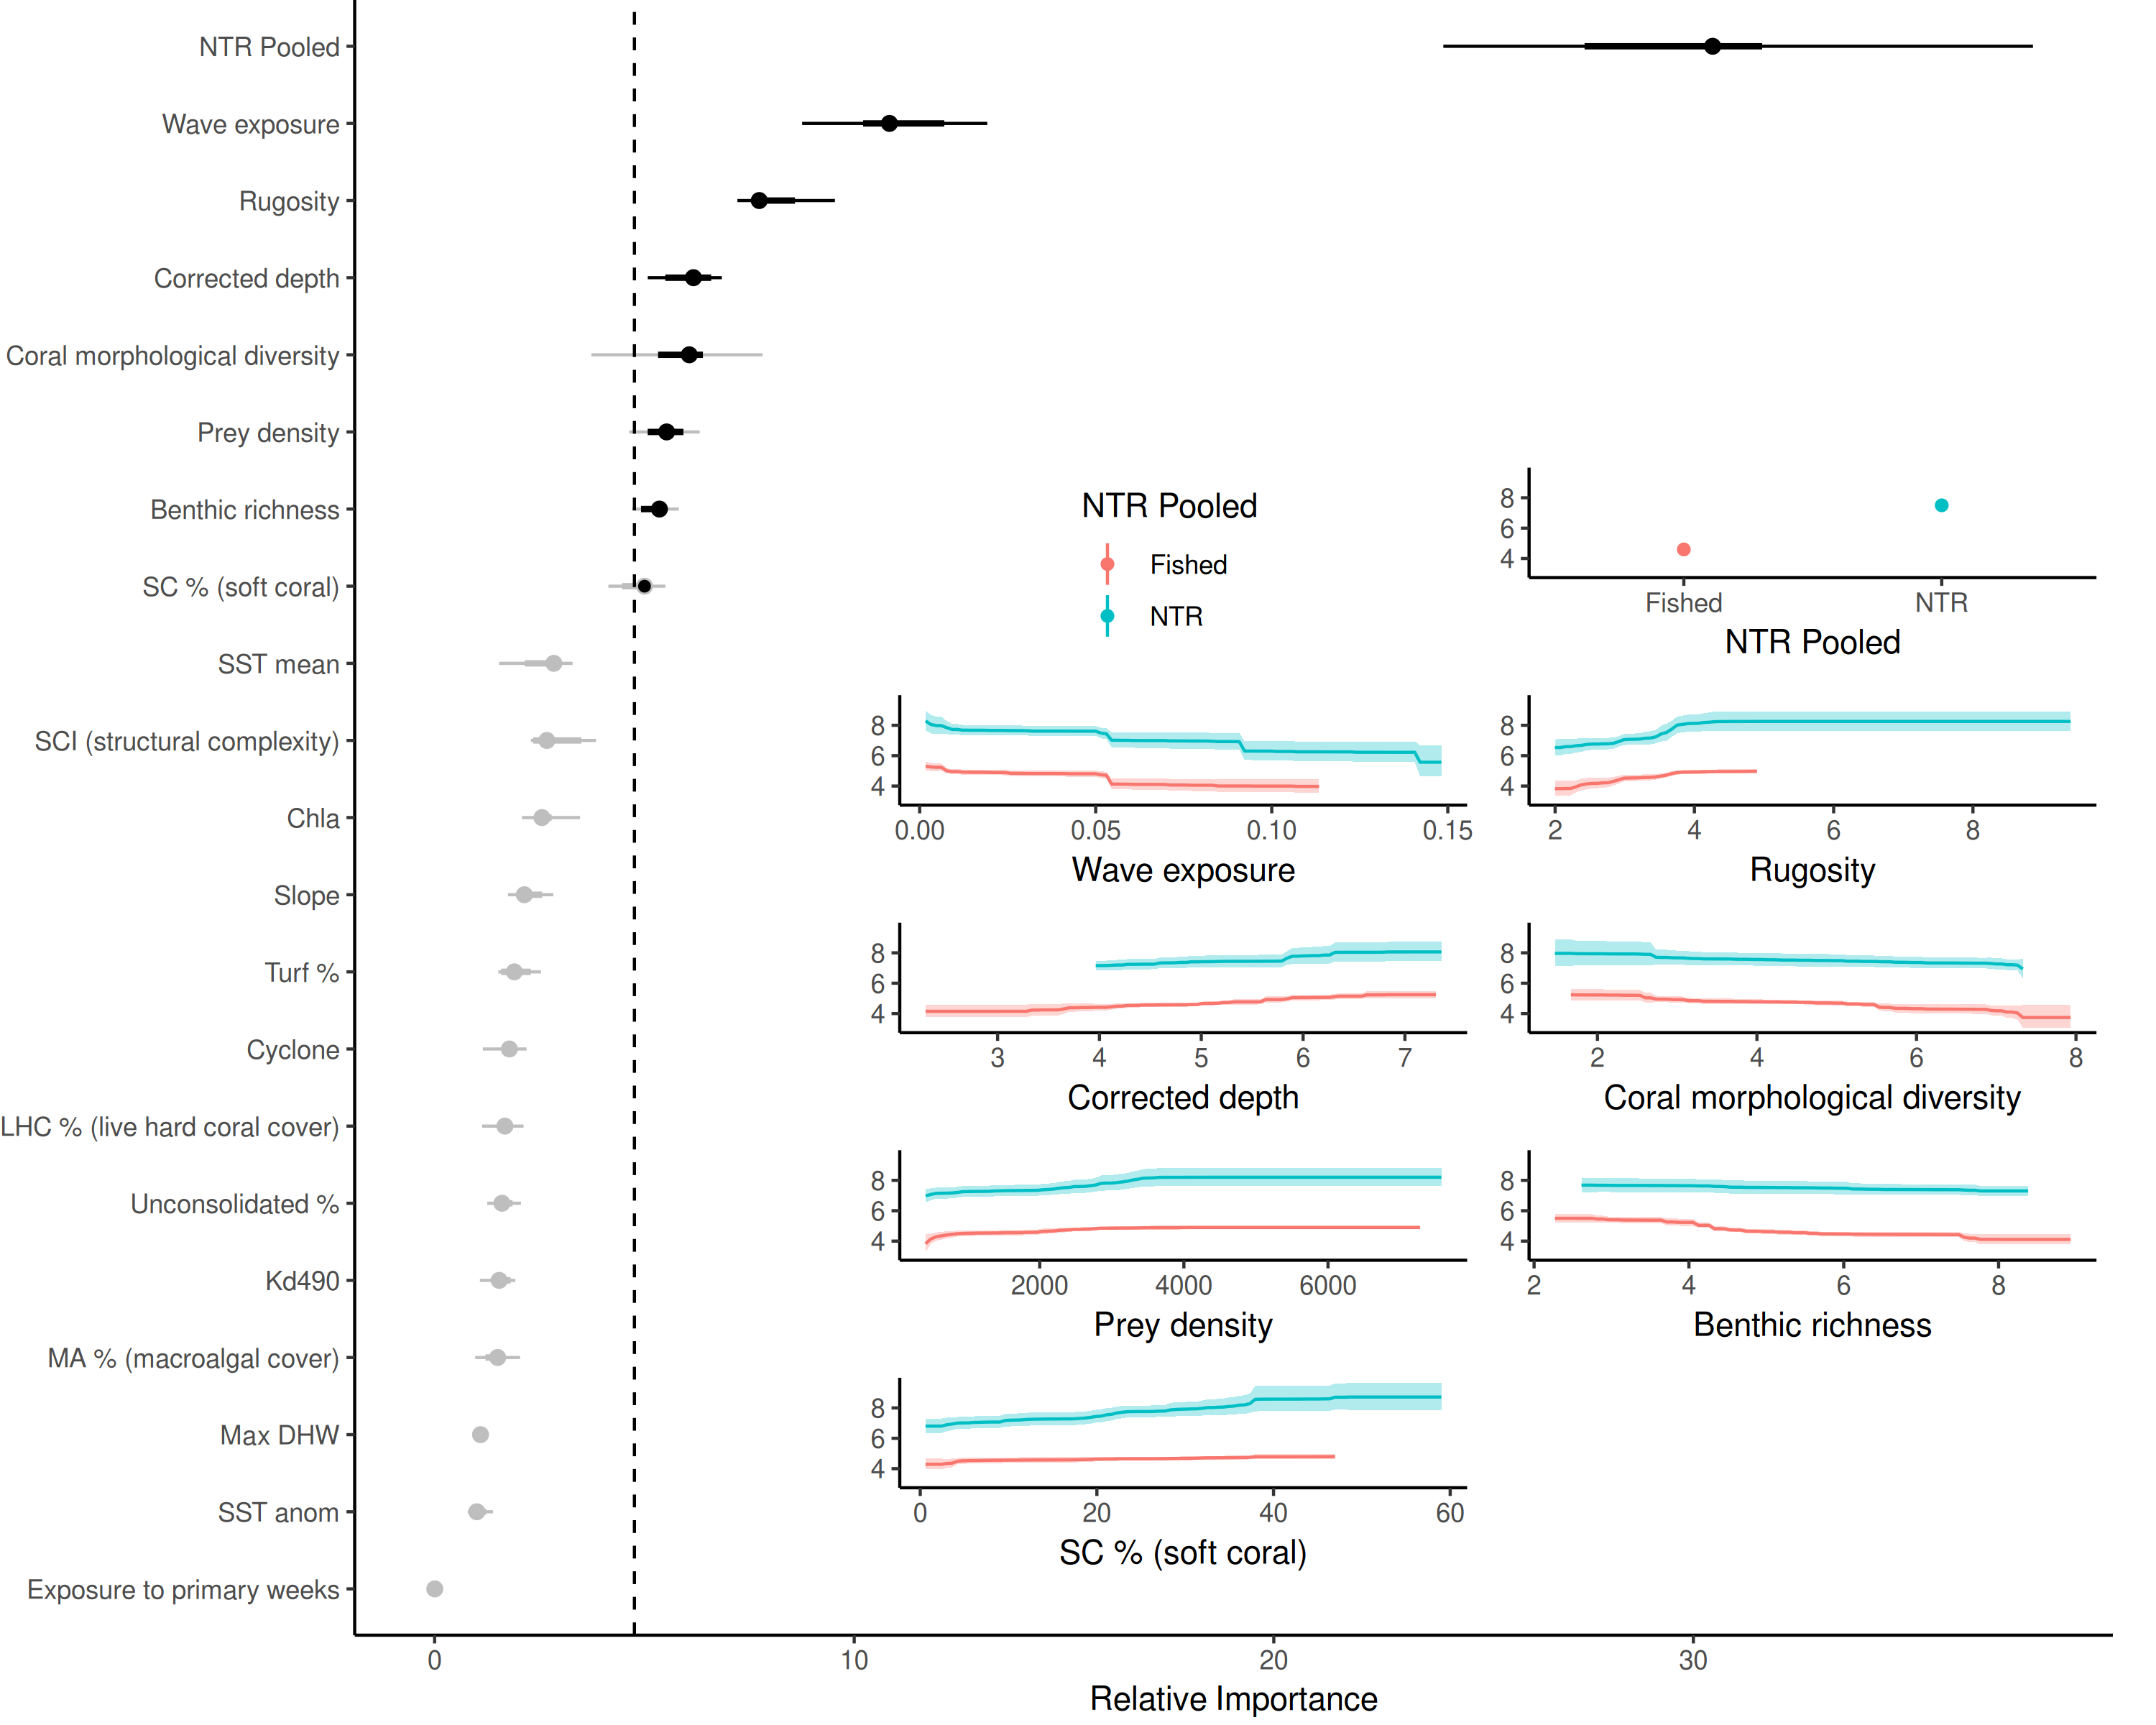 NTR Pooled
Wave exposure
Rugosity
Corrected depth
Coral morphological diversity
Prey density
Benthic richness
SC % (soft coral)
SST mean
SCI (structural complexity)
Chla
Slope
Turf %
Cyclone
LHC % (live hard coral cover)
Unconsolidated %
Kd490
MA % (macroalgal cover)
Max DHW
SST anom
Exposure to primary weeks
0 10 20 30
Relative Importance
NTR Pooled
Fished
NTR
8
6
4
Fished NTR
NTR Pooled
8
6
4
0.00 0.05 0.10 0.15
Wave exposure
8
6
4
2 4 6 8
Rugosity
8
6
4
3 4 5 6 7
Corrected depth
8
6
4
2 4 6 8
Coral morphological diversity
8
6
4
2000 4000 6000
Prey density
8
6
4
2 4 6 8
Benthic richness
8
6
4
0 20 40 60
SC % (soft coral)